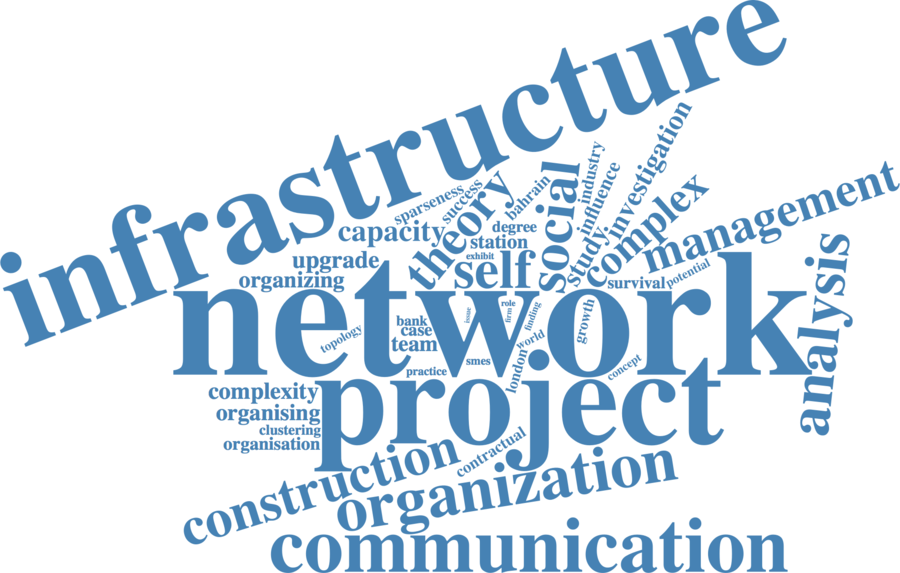 infrastructure
sparseness
success
theory
bahrain
social
industry
influence
investigation
study
complex
management
capacity
degree
station
exhibit
upgrade
organizing
self
survival
potential
analysis
network
issue
role
firm
finding
growth
topology
bank
case
team
world
smes
practice
london
concept
project
complexity
organising
clustering
organisation
contractual
construction
organization
communication